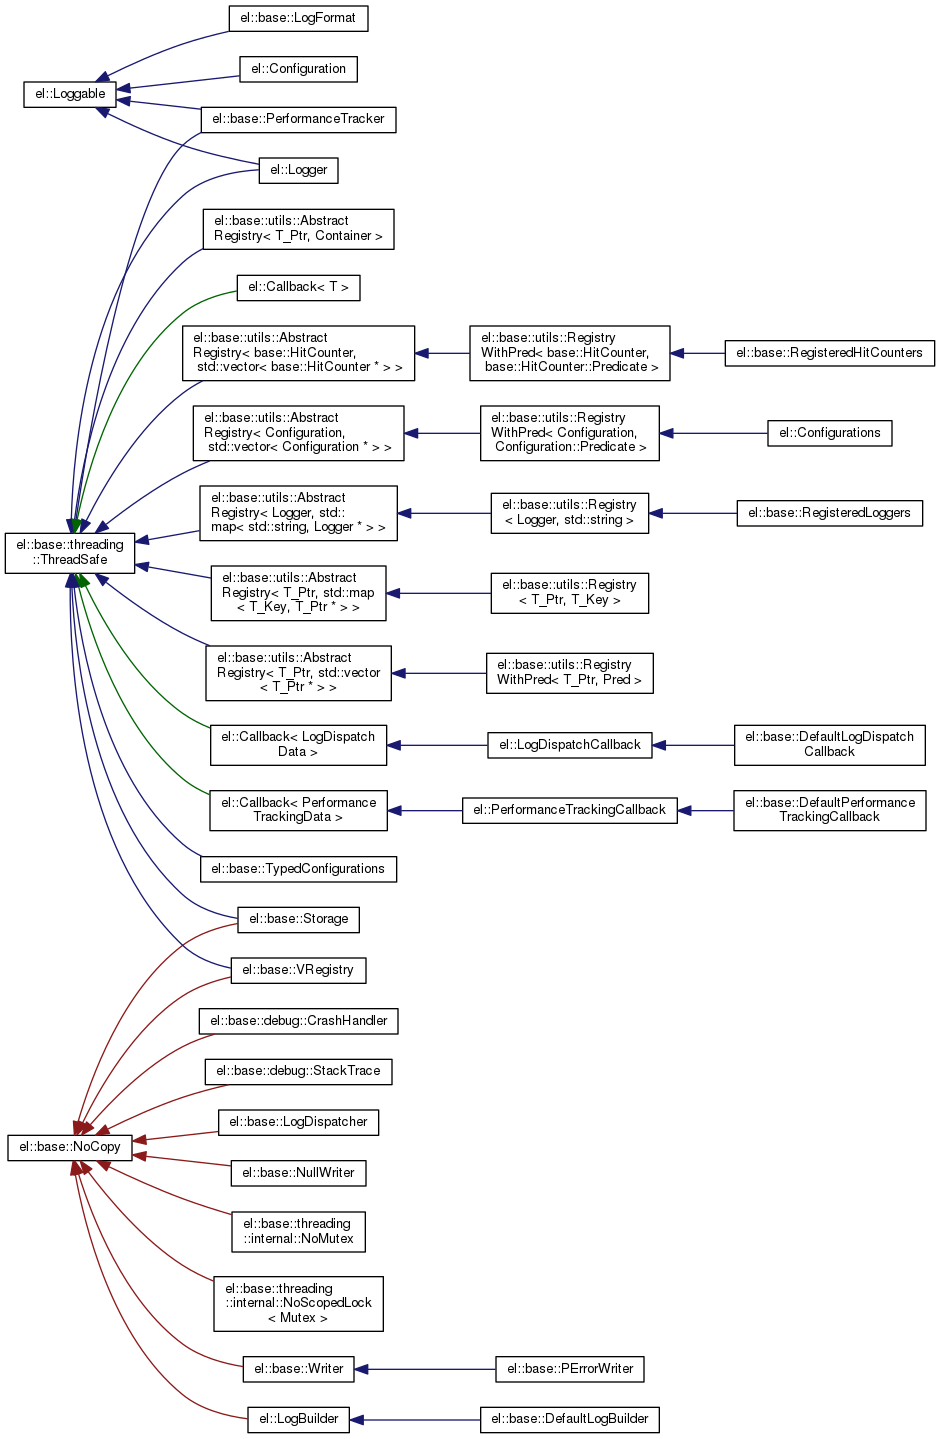 el::base::LogFormat
el::Configuration
el::Loggable
el::base::PerformanceTracker
el::Logger
el::base::utils::Abstract
Registry< T_Ptr, Container >
el::Callback< T >
el::base::utils::Abstract
Registry< base::HitCounter,
std::vector< base::HitCounter * > >
el::base::utils::Registry
WithPred< base::HitCounter,
base::HitCounter::Predicate >
el::base::RegisteredHitCounters
el::base::utils::Abstract
Registry< Configuration,
std::vector< Configuration * > >
el::base::utils::Registry
WithPred< Configuration,
Configuration::Predicate >
el::Configurations
el::base::utils::Abstract
Registry< Logger, std::
map< std::string, Logger * > >
el::base::utils::Registry
< Logger, std::string >
el::base::RegisteredLoggers
el::base::threading
::ThreadSafe
el::base::utils::Abstract
Registry< T_Ptr, std::map
< T_Key, T_Ptr * > >
el::base::utils::Registry
< T_Ptr, T_Key >
el::base::utils::Abstract
Registry< T_Ptr, std::vector
< T_Ptr * > >
el::base::utils::Registry
WithPred< T_Ptr, Pred >
el::Callback< LogDispatch
Data >
el::LogDispatchCallback
el::base::DefaultLogDispatch
Callback
el::Callback< Performance
TrackingData >
el::PerformanceTrackingCallback
el::base::DefaultPerformance
TrackingCallback
el::base::TypedConfigurations
el::base::Storage
el::base::VRegistry
el::base::debug::CrashHandler
el::base::debug::StackTrace
el::base::LogDispatcher
el::base::NoCopy
el::base::NullWriter
el::base::threading
::internal::NoMutex
el::base::threading
::internal::NoScopedLock
< Mutex >
el::base::Writer
el::base::PErrorWriter
el::LogBuilder
el::base::DefaultLogBuilder